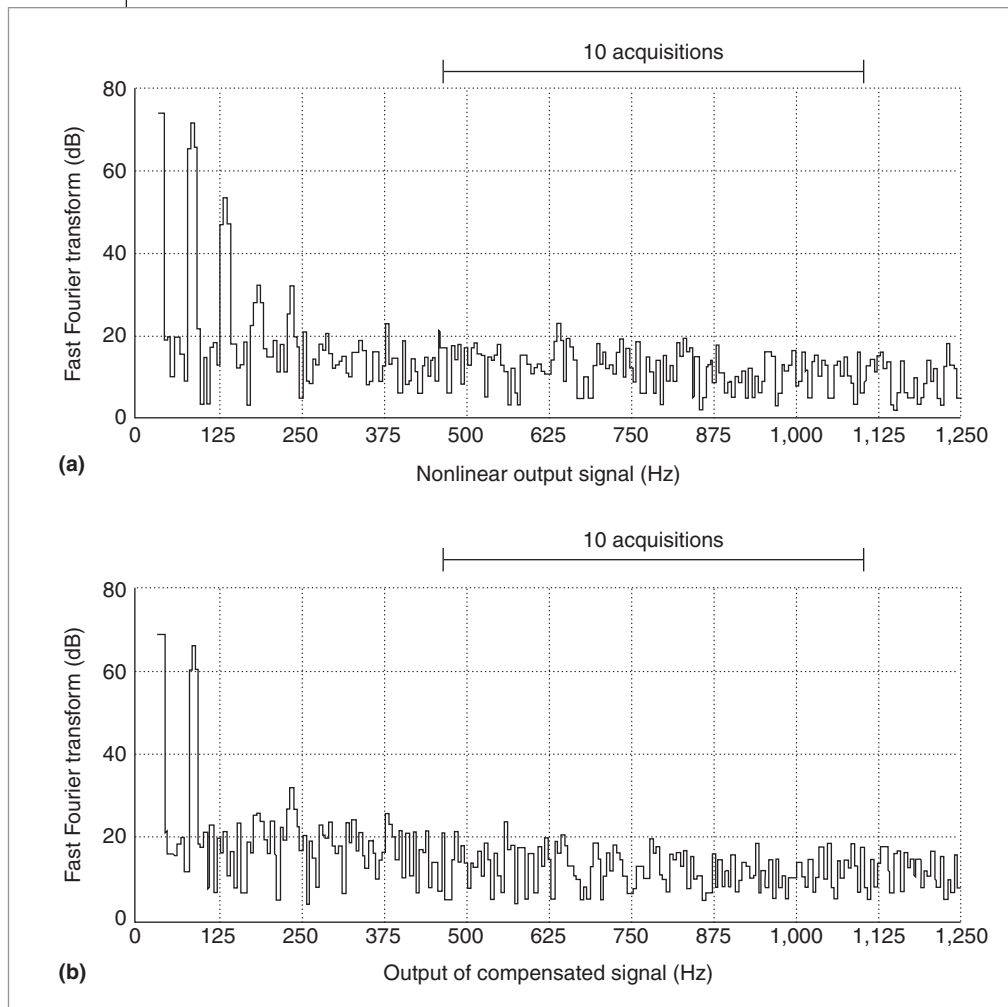 10 acquisitions
Fast Fourier transform (dB)
80
60
40
20
0
0 125 250 375 500 625 750 875 1,000 1,125 1,250
(a)
Nonlinear output signal (Hz)
10 acquisitions
Fast Fourier transform (dB)
80
60
40
20
0
0 125 250 375 500 625 750 875 1,000 1,125 1,250
(b)
Output of compensated signal (Hz)